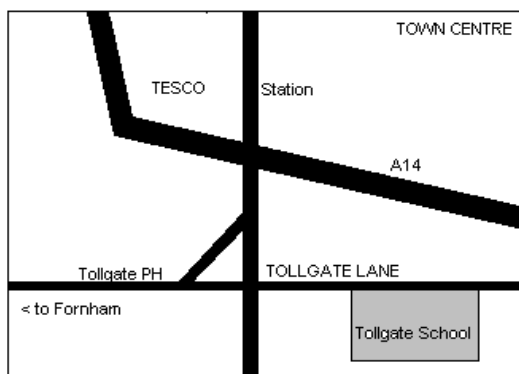 TOWN CENTRE
TESCO
Station
A14
Tollgate PH
TOLLGATE LANE
< to Fornham
Tollgate School